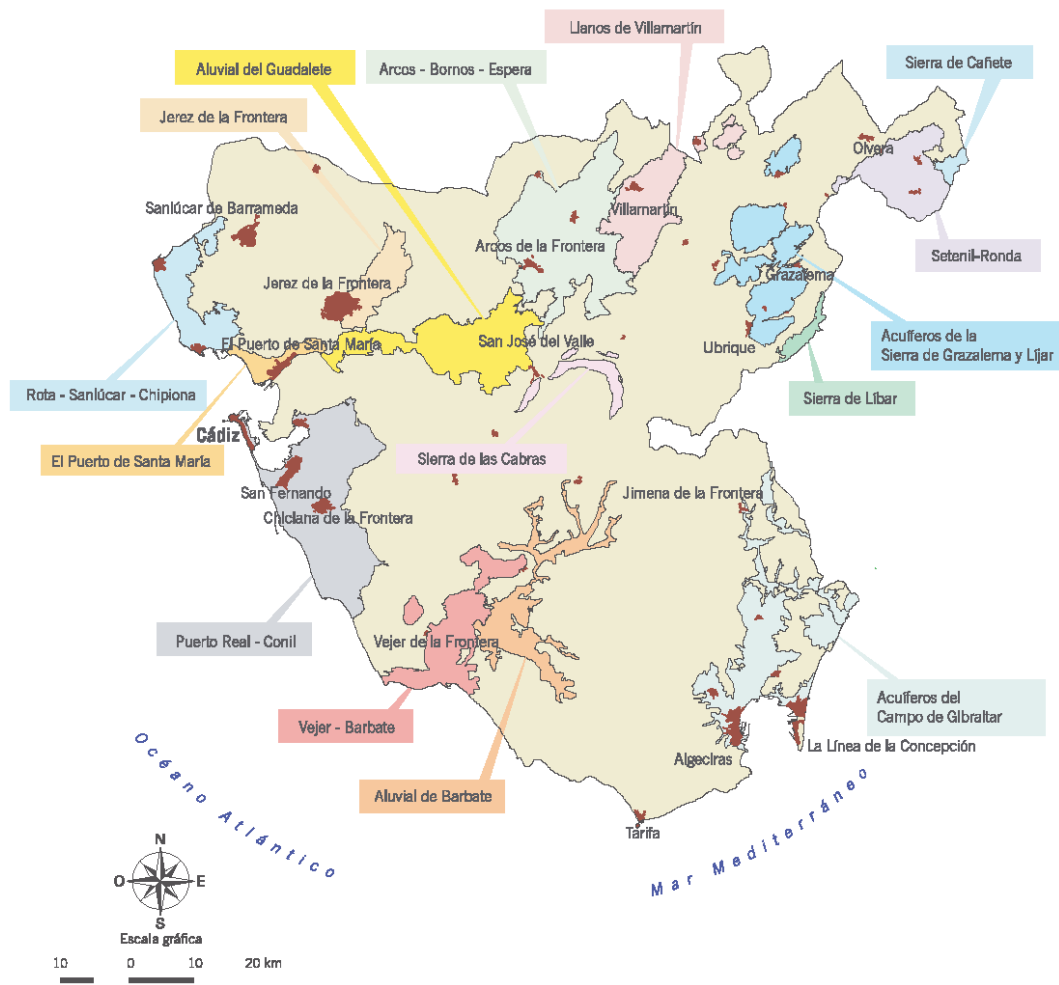 Llanos de Villamartín
Aluvial del Guadalete
Arcos - Bornos - Espera
Sierra de Cañete
Jerez de la Frontera
Olvera
Sanlúcar de Barrameda
Villamartín
Arcos de la Frontera
Setenil-Ronda
Grazalema
Jerez de la Frontera
El Puerto de Santa María
San José del Valle
Ubrique
Acuíferos de la
Sierra de Grazalema y Líjar
Rota - Sanlúcar - Chipiona
Sierra de Líbar
Cádiz
El Puerto de Santa María
Sierra de las Cabras
San Fernando
Jimena de la Frontera
Chiclana de la Frontera
Puerto Real - Conil
Vejer de la Frontera
Acuíferos del
Campo de Gibraltar
Vejer - Barbate
La Línea de la Concepción
Algeciras
Aluvial de Barbate
Tarifa
Océano Atlántico
Mar Mediterráneo
N
O E
S
Escala gráfica
10 0 10 20 km